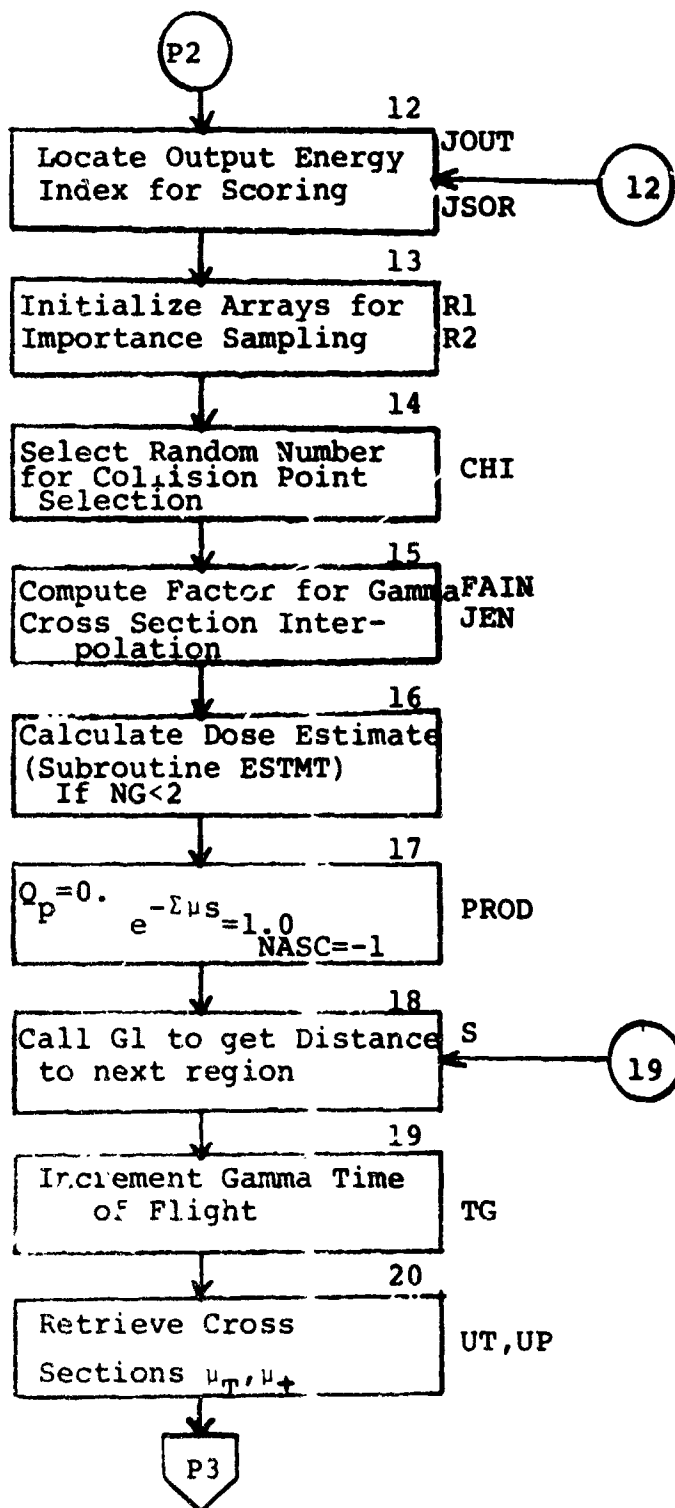 P2
12
Locate Output Energy
Index for Scoring
JOUT
JSOR
12
13
Initialize Arrays for
Importance Sampling
R1
R2
14
Select Random Number
for Collision Point
Selection
CHI
15
Compute Factor for Gamma
Cross Section Inter-
polation
FAIN
JEN
16
Calculate Dose Estimate
(Subroutine ESTMT)
If NG<2
17
Qp=0.
e^-Σμs=1.0
NASC=-1
PROD
18
Call G1 to get Distance
to next region
S
19
19
Increment Gamma Time
of Flight
TG
20
Retrieve Cross
Sections μT,μ+
UT,UP
P3